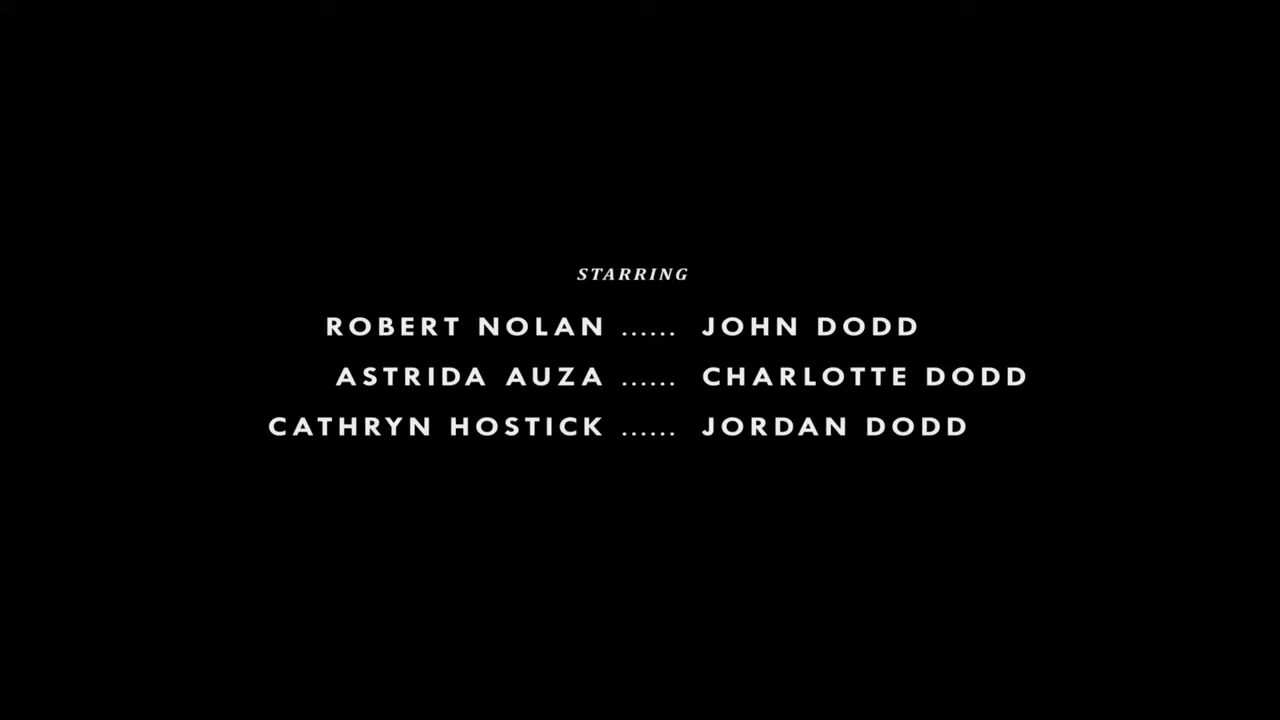 STARRING
ROBERT NOLAN ...... JOHN DODD
ASTRIDA AUZA ...... CHARLOTTE DODD
CATHRYN HOSTICK ...... JORDAN DODD